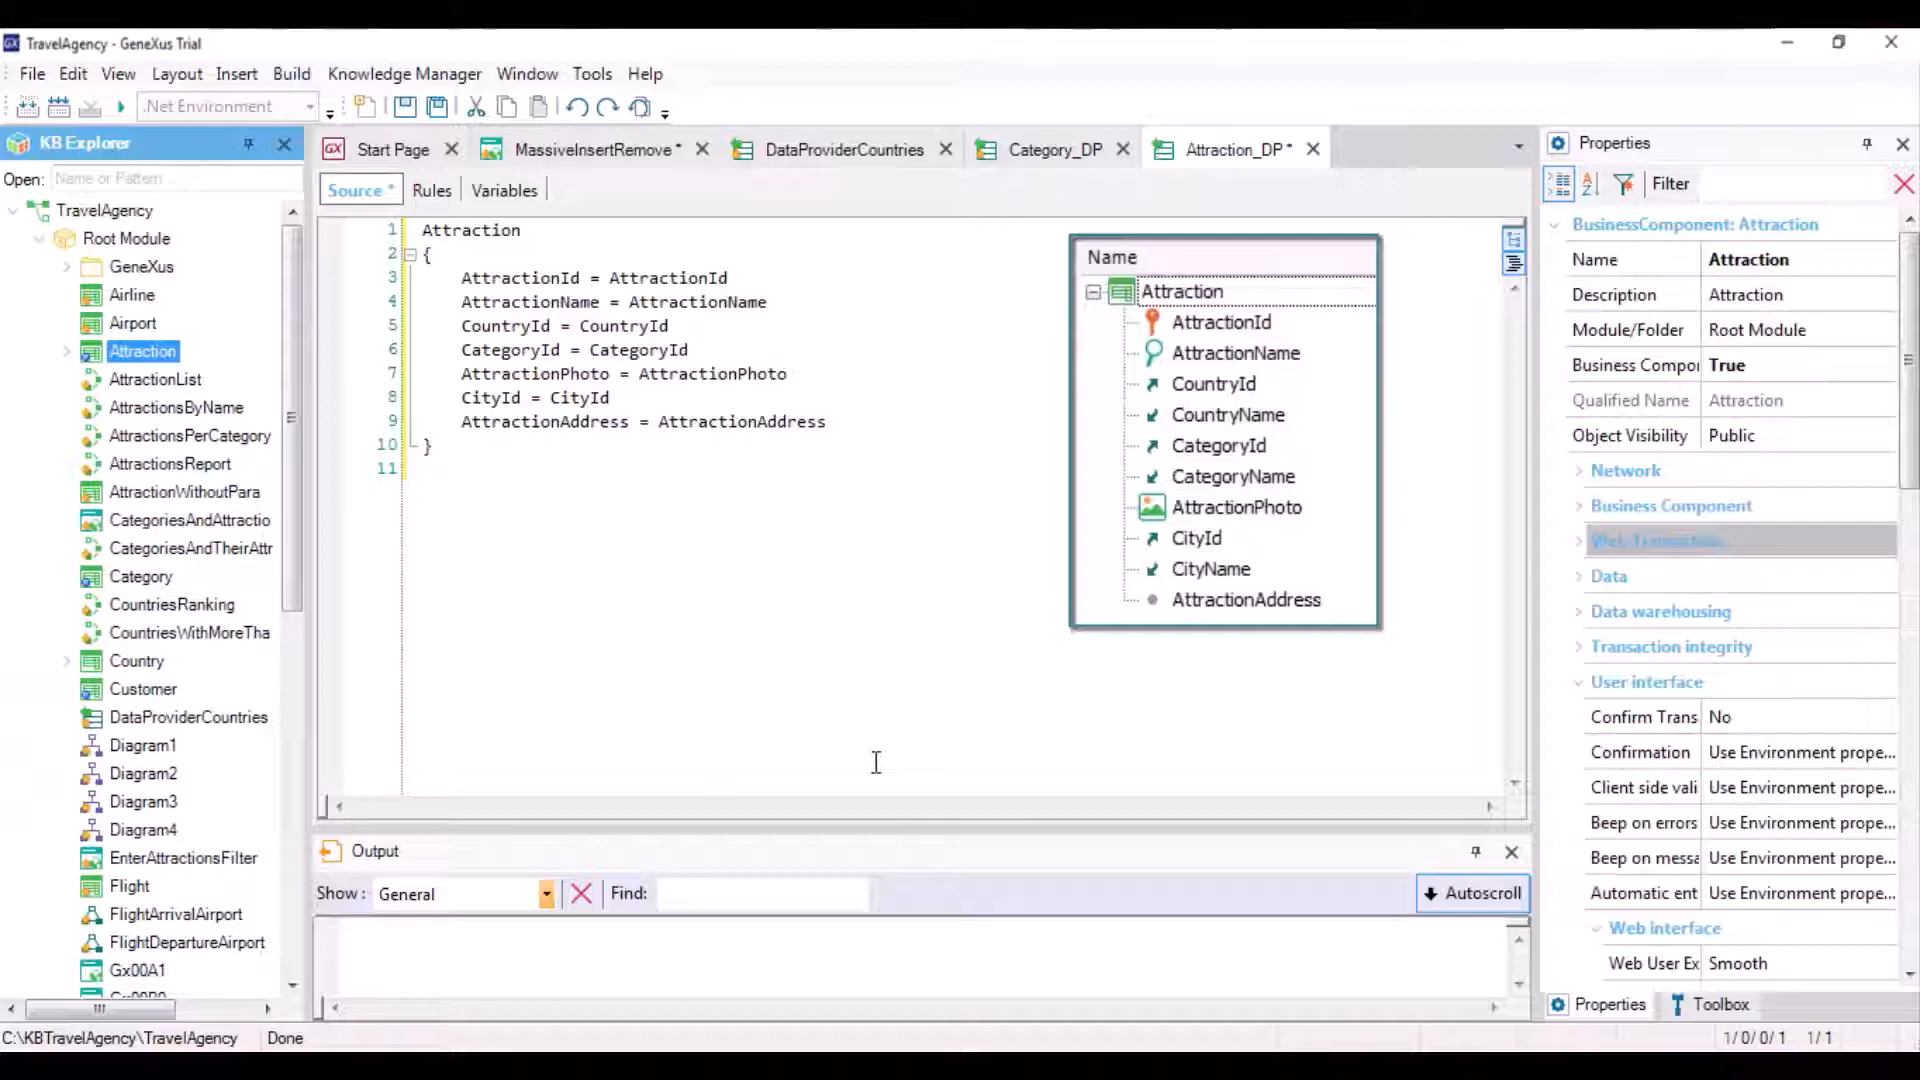 TravelAgency - GeneXus Trial
File Edit View Layout Insert Build Knowledge Manager Window Tools Help
.Net Environment
KB Explorer
Open: Name or Pattern ...
TravelAgency
Root Module
GeneXus
Airline
Airport
Attraction
AttractionList
AttractionsByName
AttractionsPerCategory
AttractionsReport
AttractionWithoutPara
CategoriesAndAttractio
CategoriesAndTheirAttr
Category
CountriesRanking
CountriesWithMoreTha
Country
Customer
DataProviderCountries
Diagram1
Diagram2
Diagram3
Diagram4
EnterAttractionsFilter
Flight
FlightArrivalAirport
FlightDepartureAirport
Gx00A1
Start Page MassiveInsertRemove * DataProviderCountries Category_DP Attraction_DP *
Source * Rules Variables
1 Attraction
2 {
3 AttractionId = AttractionId
4 AttractionName = AttractionName
5 CountryId = CountryId
6 CategoryId = CategoryId
7 AttractionPhoto = AttractionPhoto
8 CityId = CityId
9 AttractionAddress = AttractionAddress
10 }
11
Name
Attraction
AttractionId
AttractionName
CountryId
CountryName
CategoryId
CategoryName
AttractionPhoto
CityId
CityName
AttractionAddress
Output
Show: General Find: Autoscroll
Properties
Filter
BusinessComponent: Attraction
Name Attraction
Description Attraction
Module/Folder Root Module
Business Compor True
Qualified Name Attraction
Object Visibility Public
Network
Business Component
Web Transaction
Data
Data warehousing
Transaction integrity
User interface
Confirm Trans No
Confirmation Use Environment prope...
Client side vali Use Environment prope...
Beep on errors Use Environment prope...
Beep on messa Use Environment prope...
Automatic ent Use Environment prope...
Web interface
Web User Ex Smooth
Properties Toolbox
C:\KBTravelAgency\TravelAgency Done 1/0/0/1 1/1